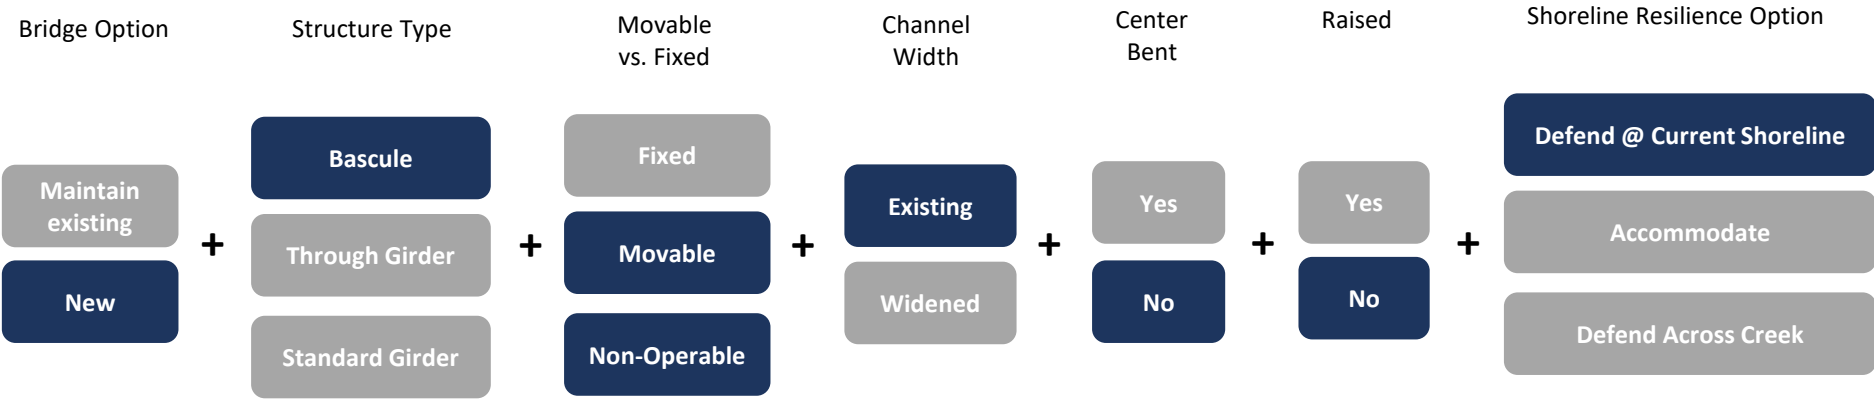 Bridge Option
Structure Type
Movable
vs. Fixed
Channel
Width
Center
Bent
Raised
Shoreline Resilience Option
Maintain
existing
New
+
Bascule
Through Girder
Standard Girder
+
Fixed
Movable
Non-Operable
+
Existing
Widened
+
Yes
No
+
Yes
No
+
Defend @ Current Shoreline
Accommodate
Defend Across Creek